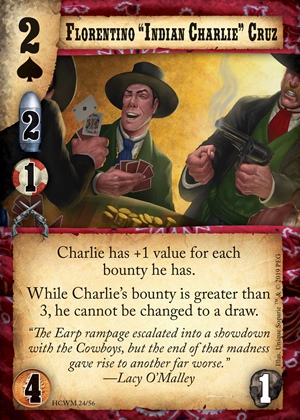 2
FLORENTINO “INDIAN CHARLIE” CRUZ
2
1
Charlie has +1 value for each
bounty he has.
While Charlie’s bounty is greater than
3, he cannot be changed to a draw.
“The Earp rampage escalated into a showdown
with the Cowboys, but the end of that madness
gave rise to another far worse.”
—Lacy O’Malley
4
HCWM 24/56
1
© 2019 PEG